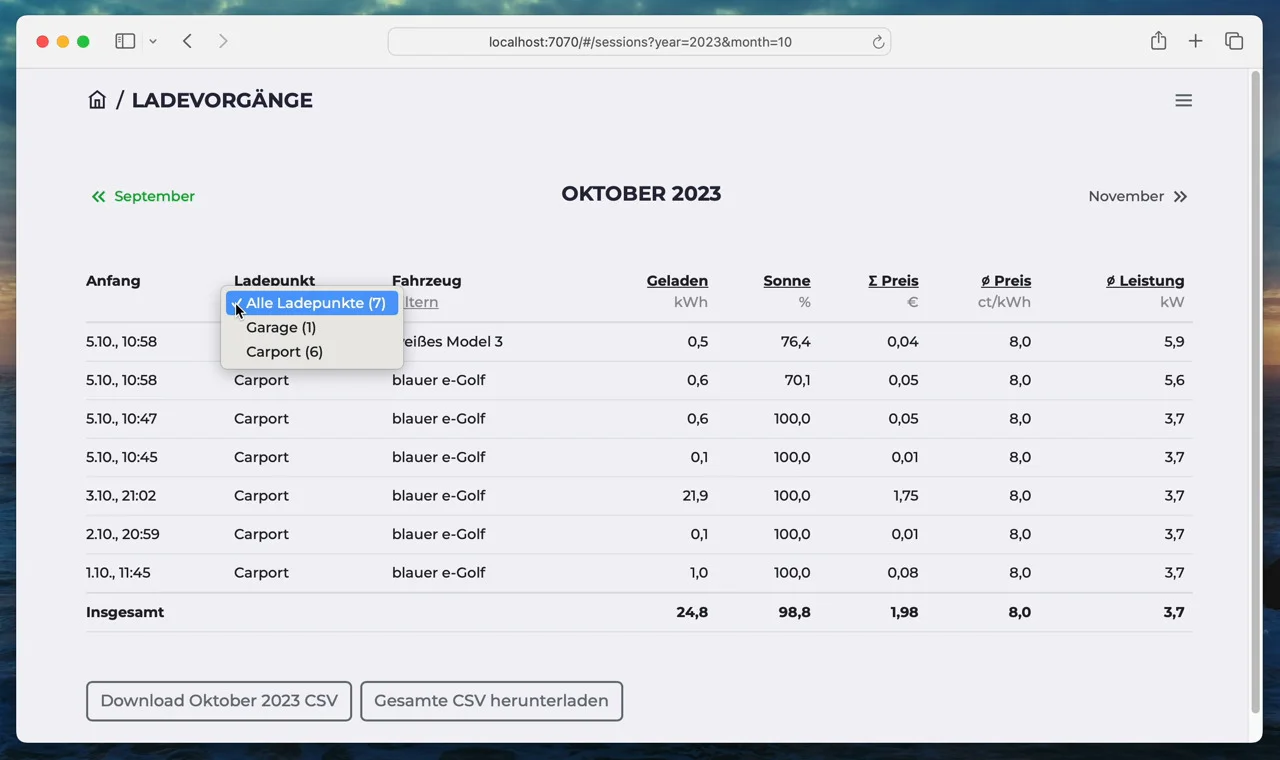 localhost:7070/#/sessions?year=2023&month=10
/ LADEVORGÄNGE
« September OKTOBER 2023 November »
Anfang Ladepunkt Fahrzeug Geladen Sonne Σ Preis ø Preis ø Leistung
✓ Alle Ladepunkte (7) kWh % € ct/kWh kW
Garage (1)
Carport (6)
5.10., 10:58 0,5 76,4 0,04 8,0 5,9
Model 3
5.10., 10:58 Carport blauer e-Golf 0,6 70,1 0,05 8,0 5,6
5.10., 10:47 Carport blauer e-Golf 0,6 100,0 0,05 8,0 3,7
5.10., 10:45 Carport blauer e-Golf 0,1 100,0 0,01 8,0 3,7
3.10., 21:02 Carport blauer e-Golf 21,9 100,0 1,75 8,0 3,7
2.10., 20:59 Carport blauer e-Golf 0,1 100,0 0,01 8,0 3,7
1.10., 11:45 Carport blauer e-Golf 1,0 100,0 0,08 8,0 3,7
Insgesamt 24,8 98,8 1,98 8,0 3,7
Download Oktober 2023 CSV Gesamte CSV herunterladen